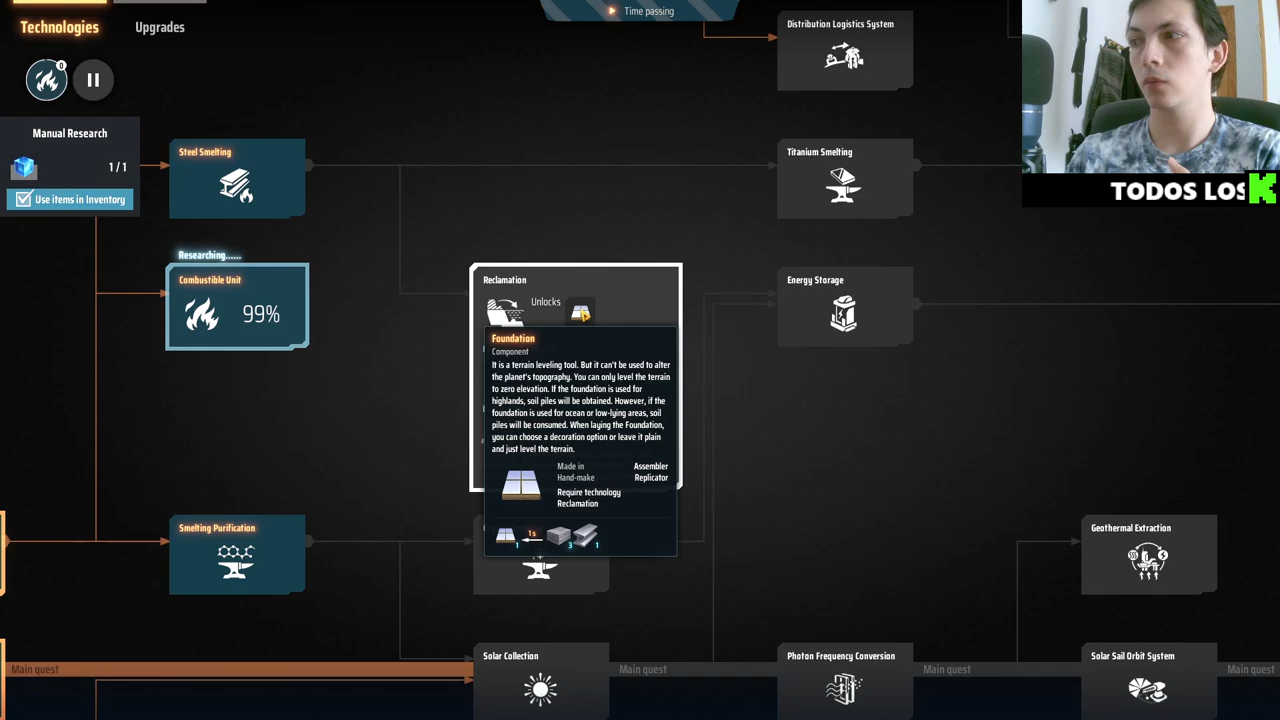 Technologies
Upgrades
Time passing
Distribution Logistics System
0
Manual Research
1/1
Use items in Inventory
Steel Smelting
Titanium Smelting
TODOS LOS
Researching......
Combustible Unit
99%
Reclamation
Unlocks
Energy Storage
Foundation
Component
It is a terrain leveling tool. But it can't be used to alter
the planet's topography. You can only level the terrain
to zero elevation. If the foundation is used for
highlands, soil piles will be obtained. However, if the
foundation is used for ocean or low-lying areas, soil
piles will be consumed. When laying the Foundation,
you can choose a decoration option or leave it plain
and just level the terrain.
Made in Assembler
Hand-make Replicator
Require technology
Reclamation
1s
1 3 1
Smelting Purification
Geothermal Extraction
Solar Collection
Photon Frequency Conversion
Solar Sail Orbit System
Main quest Main quest Main quest Main quest